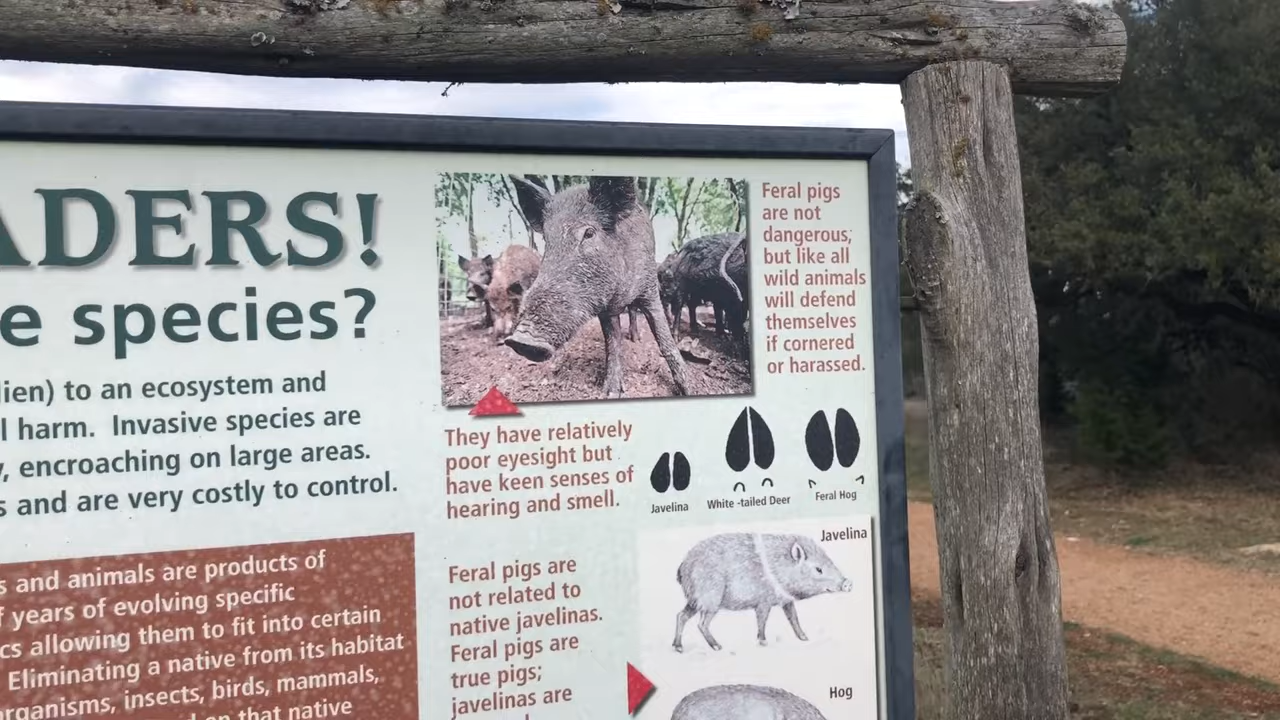 ADERS!
e species?
lien) to an ecosystem and
l harm. Invasive species are
, encroaching on large areas.
s and are very costly to control.
s and animals are products of
f years of evolving specific
cs allowing them to fit into certain
Eliminating a native from its habitat
organisms, insects, birds, mammals,
on that native
Feral pigs
are not
dangerous,
but like all
wild animals
will defend
themselves
if cornered
or harassed.
They have relatively
poor eyesight but
have keen senses of
hearing and smell.
Javelina
White -tailed Deer
Feral Hog
Feral pigs are
not related to
native javelinas.
Feral pigs are
true pigs;
javelinas are
Javelina
Hog